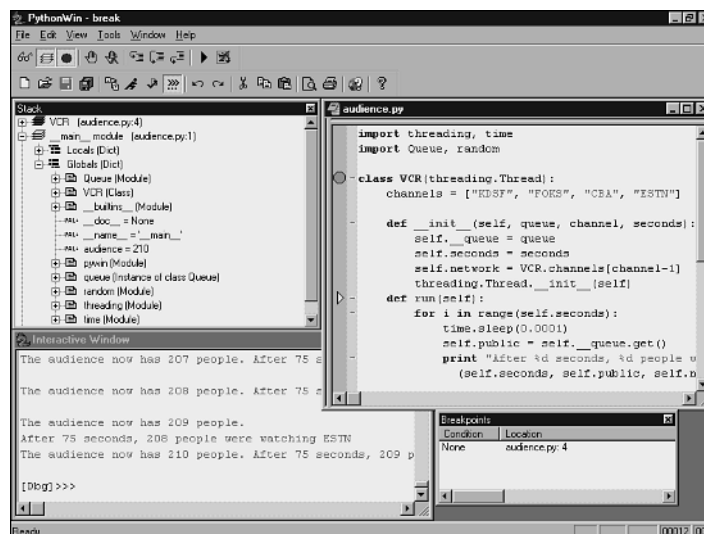 PythonWin - break
File Edit View Tools Window Help
Stack
VCR (audience.py:4)
__main__ module (audience.py:1)
Locals (Dict)
Globals (Dict)
Queue (Module)
VCR (Class)
__builtins__ (Module)
__doc__ = None
__name__ = '__main__'
audience = 210
pywin (Module)
queue (Instance of class Queue)
random (Module)
threading (Module)
time (Module)
audience.py
import threading, time
import Queue, random
class VCR(threading.Thread):
channels = ["KDSF", "FOKS", "CBA", "ESTN"]
def __init__(self, queue, channel, seconds):
self.__queue = queue
self.seconds = seconds
self.network = VCR.channels[channel-1]
threading.Thread.__init__(self)
def run(self):
for i in range(self.seconds):
time.sleep(0.0001)
self.public = self.__queue.get()
print "After %d seconds, %d people w
(self.seconds, self.public, self.n
Interactive Window
The audience now has 207 people. After 75 s
The audience now has 208 people. After 75 s
The audience now has 209 people.
After 75 seconds, 208 people were watching ESTN
The audience now has 210 people. After 75 seconds, 209 p
[Dbg]>>>
Breakpoints
Condition Location
None audience.py: 4
Ready
00012